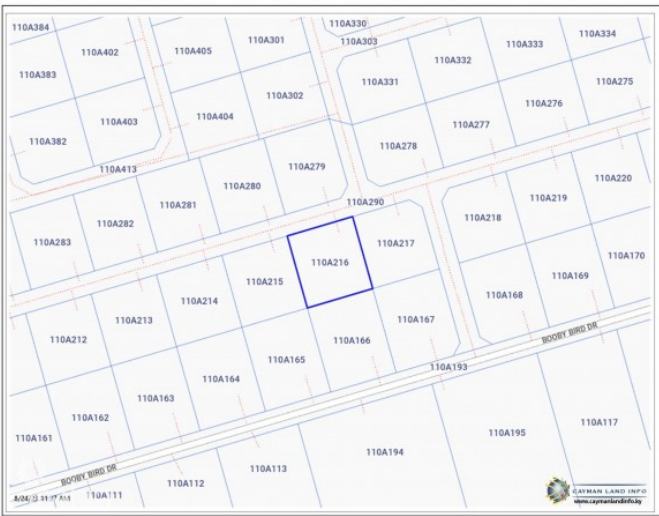 110A384
110A402
110A405
110A301
110A330
110A303
110A332
110A333
110A334
110A383
110A331
110A275
110A302
110A276
110A404
110A403
110A277
110A382
110A278
110A413
110A279
110A280
110A220
110A219
110A290
110A281
110A218
110A282
110A283
110A217
110A216
110A170
110A169
110A215
110A168
110A214
110A213
110A167
110A212
110A166
BOOBY BIRD DR
110A165
110A193
110A164
110A163
110A162
110A117
110A195
110A161
110A194
110A113
BOOBY BIRD DR
110A112
110A111
CAYMAN LAND INFO
www.caymanlandinfo.ky